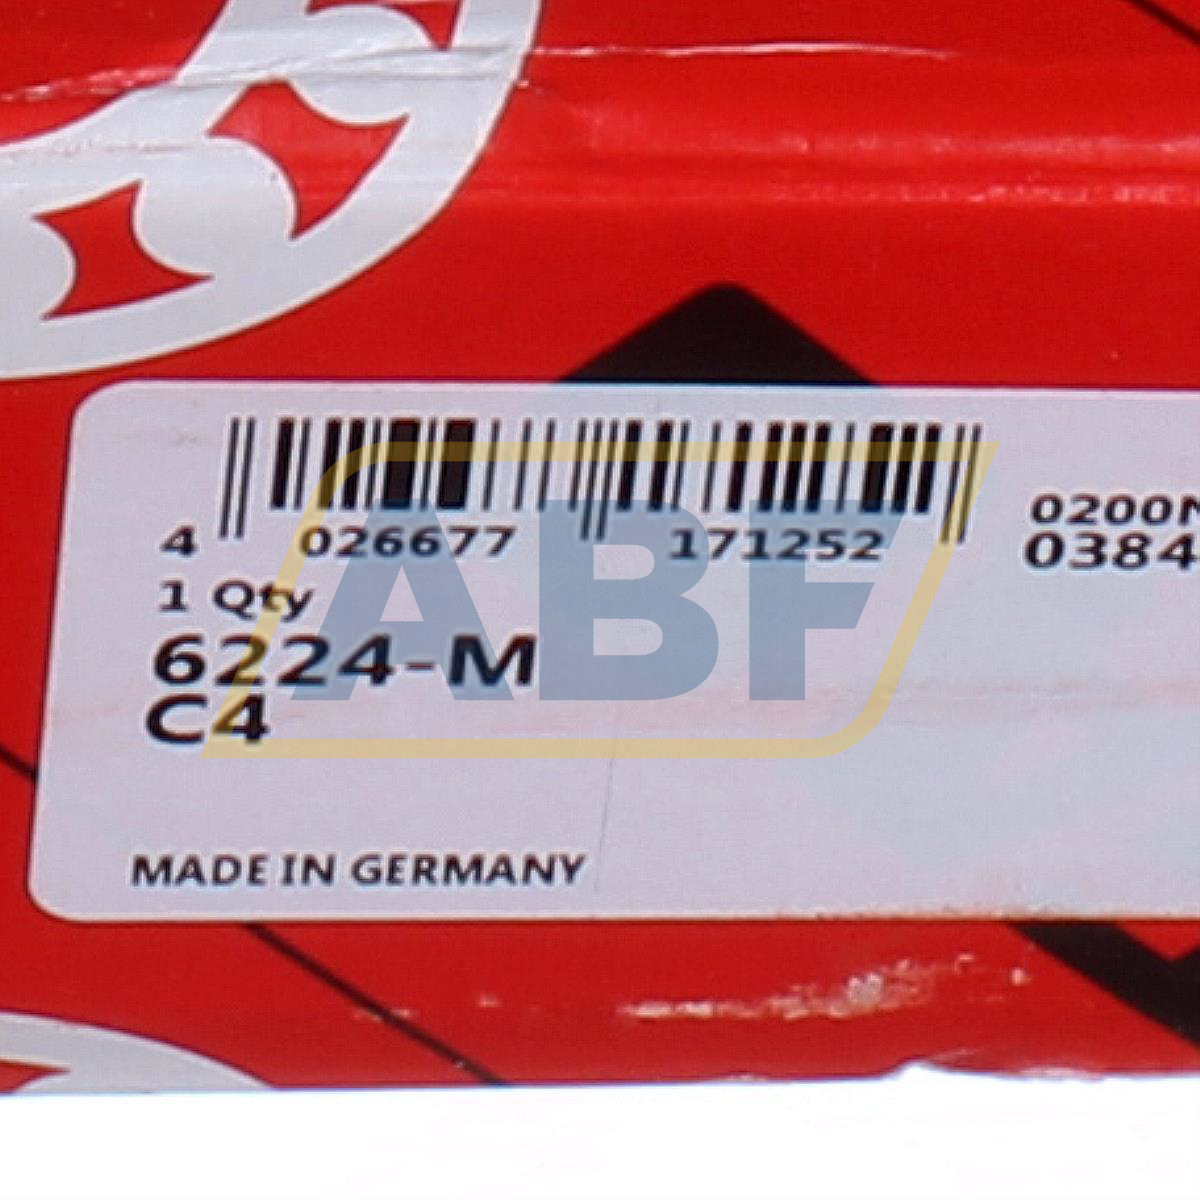 4 026677 171252
0200N
0384
1 Qty
6224-M
C4
MADE IN GERMANY
ABF